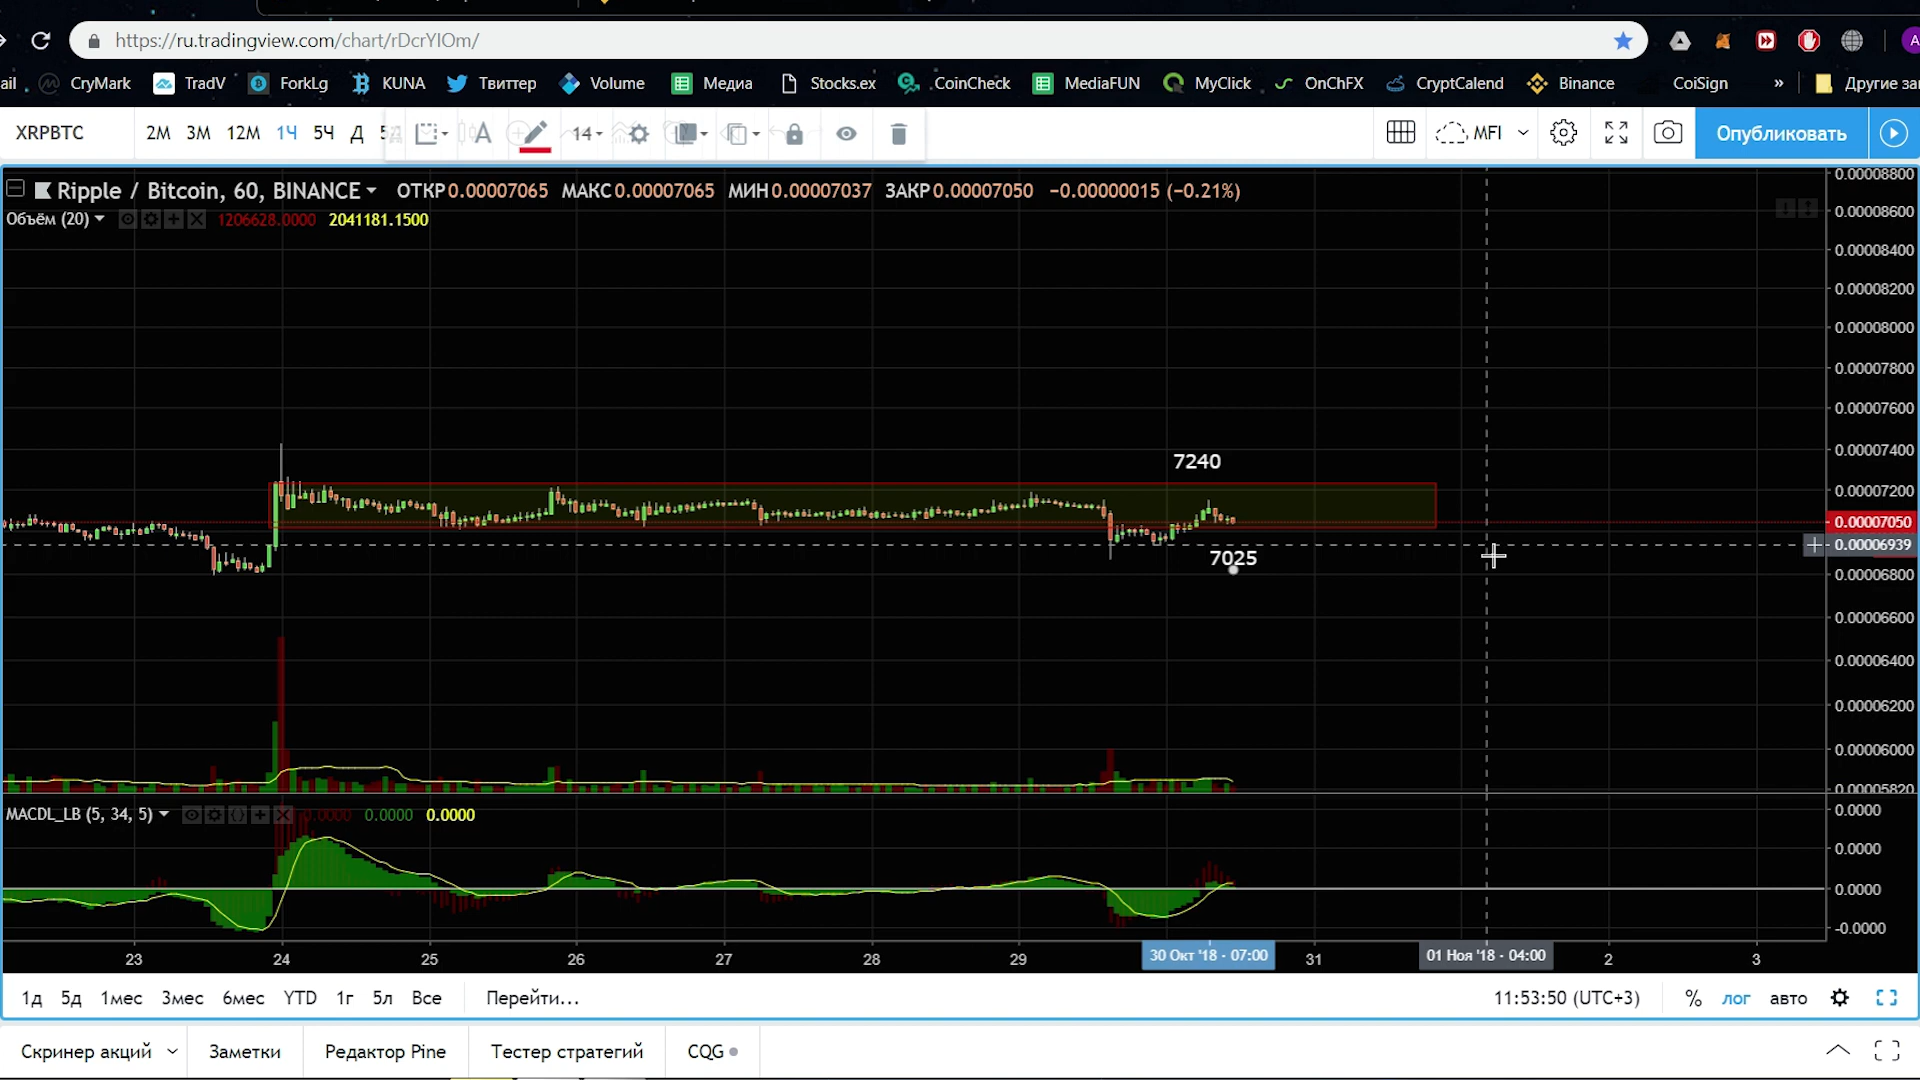 https://ru.tradingview.com/chart/rDcrYlOm/
ail CryMark TradV ForkLg KUNA Твиттер Volume Медиа Stocks.ex CoinCheck MediaFUN MyClick OnChFX CryptCalend Binance CoiSign » Другие за
XRPBTC 2М 3М 12М 1Ч 5Ч Д 14 MFI Опубликовать
Ripple / Bitcoin, 60, BINANCE ОТКР 0.00007065 МАКС 0.00007065 МИН 0.00007037 ЗАКР 0.00007050 −0.00000015 (−0.21%)
Объём (20) 1206628.0000 2041181.1500
0.00008800
0.00008600
0.00008400
0.00008200
0.00008000
0.00007800
0.00007600
0.00007400
7240
0.00007200
0.00007050
0.00006939
7025
0.00006800
0.00006600
0.00006400
0.00006200
0.00006000
0.00005820
MACDL_LB (5, 34, 5) 0.0000 0.0000 0.0000
0.0000
0.0000
0.0000
-0.0000
23 24 25 26 27 28 29 30 Окт '18 - 07:00 31 01 Ноя '18 - 04:00 2 3
1д 5д 1мес 3мес 6мес YTD 1г 5л Все Перейти... 11:53:50 (UTC+3) % лог авто
Скринер акций Заметки Редактор Pine Тестер стратегий CQG